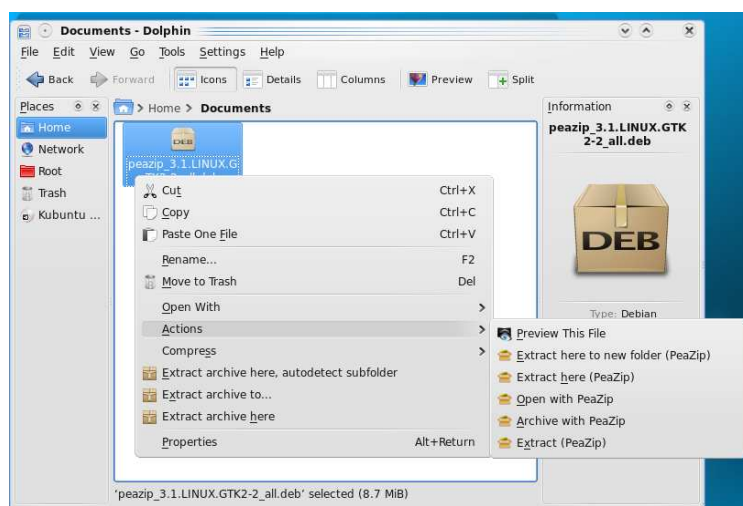 Documents - Dolphin
File Edit View Go Tools Settings Help
Back Forward Icons Details Columns Preview Split
Places
Home
Network
Root
Trash
Kubuntu ...
> Home > Documents
DEB
peazip_3.1.LINUX.G
Cut Ctrl+X
Copy Ctrl+C
Paste One File Ctrl+V
Rename... F2
Move to Trash Del
Open With >
Actions >
Compress >
Extract archive here, autodetect subfolder
Extract archive to...
Extract archive here
Properties Alt+Return
Preview This File
Extract here to new folder (PeaZip)
Extract here (PeaZip)
Open with PeaZip
Archive with PeaZip
Extract (PeaZip)
Information
peazip_3.1.LINUX.GTK
2-2_all.deb
DEB
Type: Debian
'peazip_3.1.LINUX.GTK2-2_all.deb' selected (8.7 MiB)